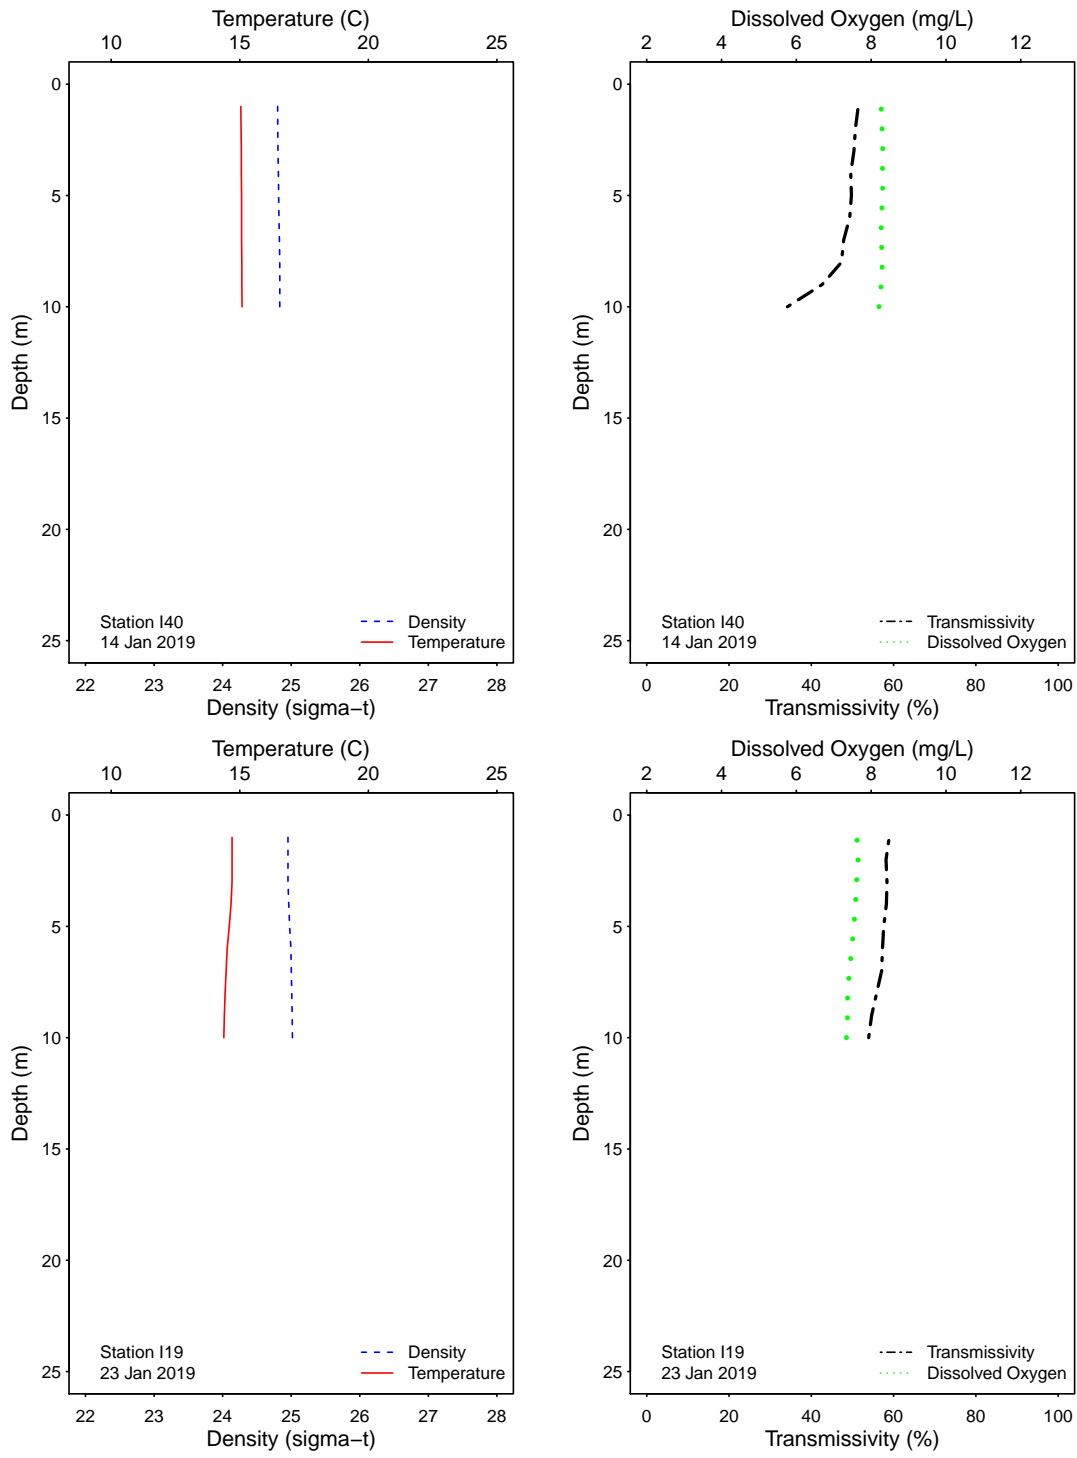 Temperature (C)
10 15 20 25
0
5
10
15
20
25
Depth (m)
Station I40
14 Jan 2019
Density
Temperature
22 23 24 25 26 27 28
Density (sigma−t)
Dissolved Oxygen (mg/L)
2 4 6 8 10 12
0
5
10
15
20
25
Depth (m)
Station I40
14 Jan 2019
Transmissivity
Dissolved Oxygen
0 20 40 60 80 100
Transmissivity (%)
Temperature (C)
10 15 20 25
0
5
10
15
20
25
Depth (m)
Station I19
23 Jan 2019
Density
Temperature
22 23 24 25 26 27 28
Density (sigma−t)
Dissolved Oxygen (mg/L)
2 4 6 8 10 12
0
5
10
15
20
25
Depth (m)
Station I19
23 Jan 2019
Transmissivity
Dissolved Oxygen
0 20 40 60 80 100
Transmissivity (%)